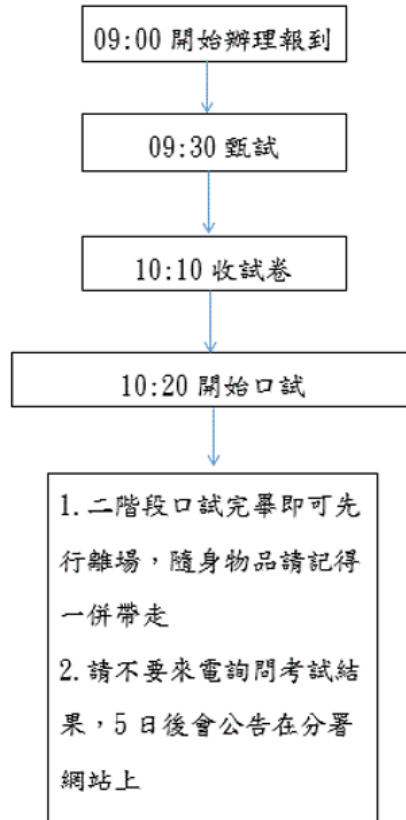 09:00 開始辦理報到
09:30 甄試
10:10 收試卷
10:20 開始口試
1.二階段口試完畢即可先
行離場，隨身物品請記得
一併帶走
2.請不要來電詢問考試結
果，5 日後會公告在分署
網站上